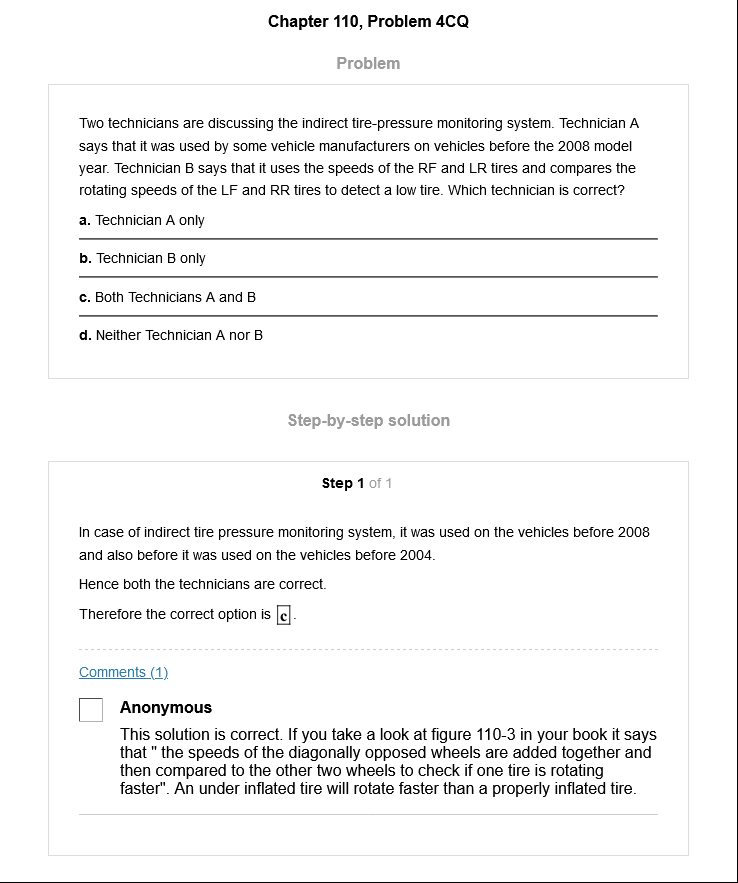 Chapter 110, Problem 4CQ
Problem
Two technicians are discussing the indirect tire-pressure monitoring system. Technician A
says that it was used by some vehicle manufacturers on vehicles before the 2008 model
year. Technician B says that it uses the speeds of the RF and LR tires and compares the
rotating speeds of the LF and RR tires to detect a low tire. Which technician is correct?
a. Technician A only
b. Technician B only
c. Both Technicians A and B
d. Neither Technician A nor B
Step-by-step solution
Step 1 of 1
In case of indirect tire pressure monitoring system, it was used on the vehicles before 2008
and also before it was used on the vehicles before 2004.
Hence both the technicians are correct.
Therefore the correct option is c.
Comments (1)
Anonymous
This solution is correct. If you take a look at figure 110-3 in your book it says
that " the speeds of the diagonally opposed wheels are added together and
then compared to the other two wheels to check if one tire is rotating
faster". An under inflated tire will rotate faster than a properly inflated tire.